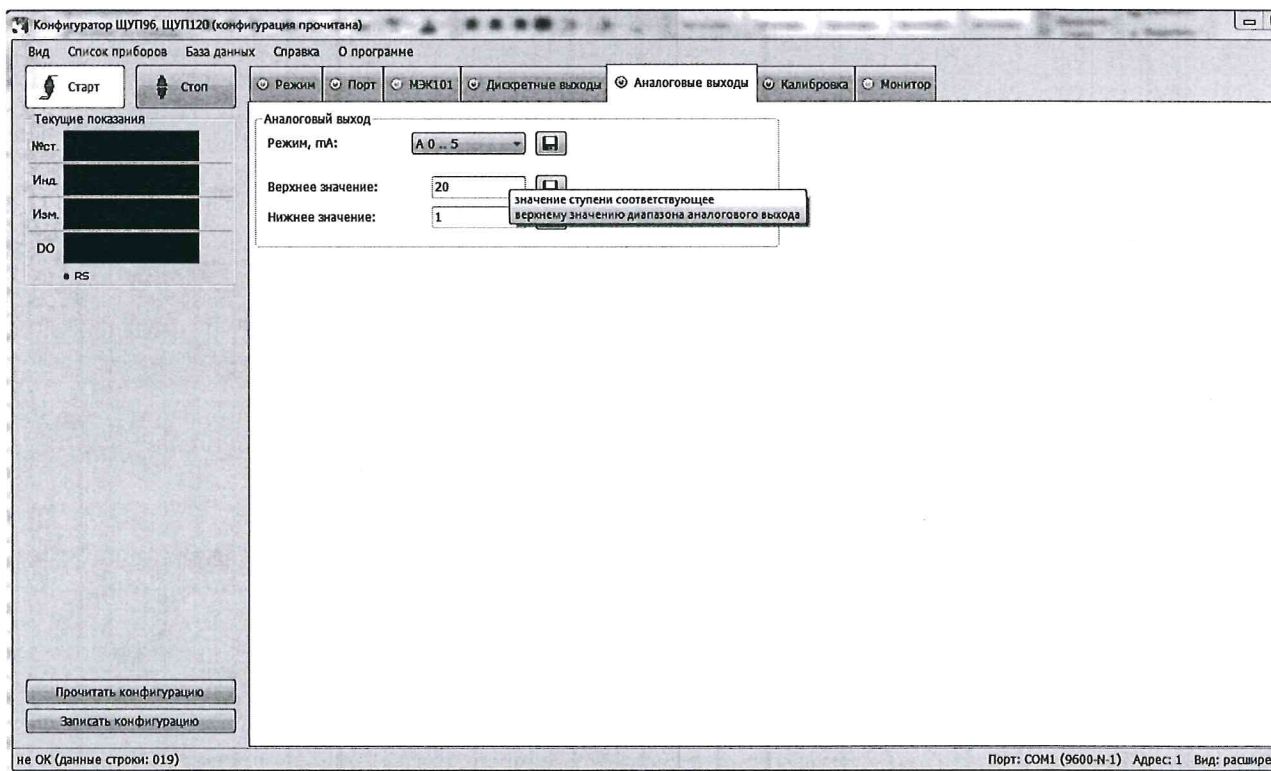 Конфигуратор ЩУП96, ЩУП120 (конфигурация прочитана)
Вид Список приборов База данных Справка О программе
Старт Стоп
Режим Порт МЭК101 Дискретные выходы Аналоговые выходы Калибровка Монитор
Текущие показания
№ст.
Инд.
Изм.
DO
RS
Аналоговый выход
Режим, mA: A 0 .. 5
Верхнее значение: 20
Нижнее значение: 1
значение ступени соответствующее
верхнему значению диапазона аналогового выхода
Прочитать конфигурацию
Записать конфигурацию
не ОК (данные строки: 019)
Порт: COM1 (9600-N-1) Адрес: 1 Вид: расшире